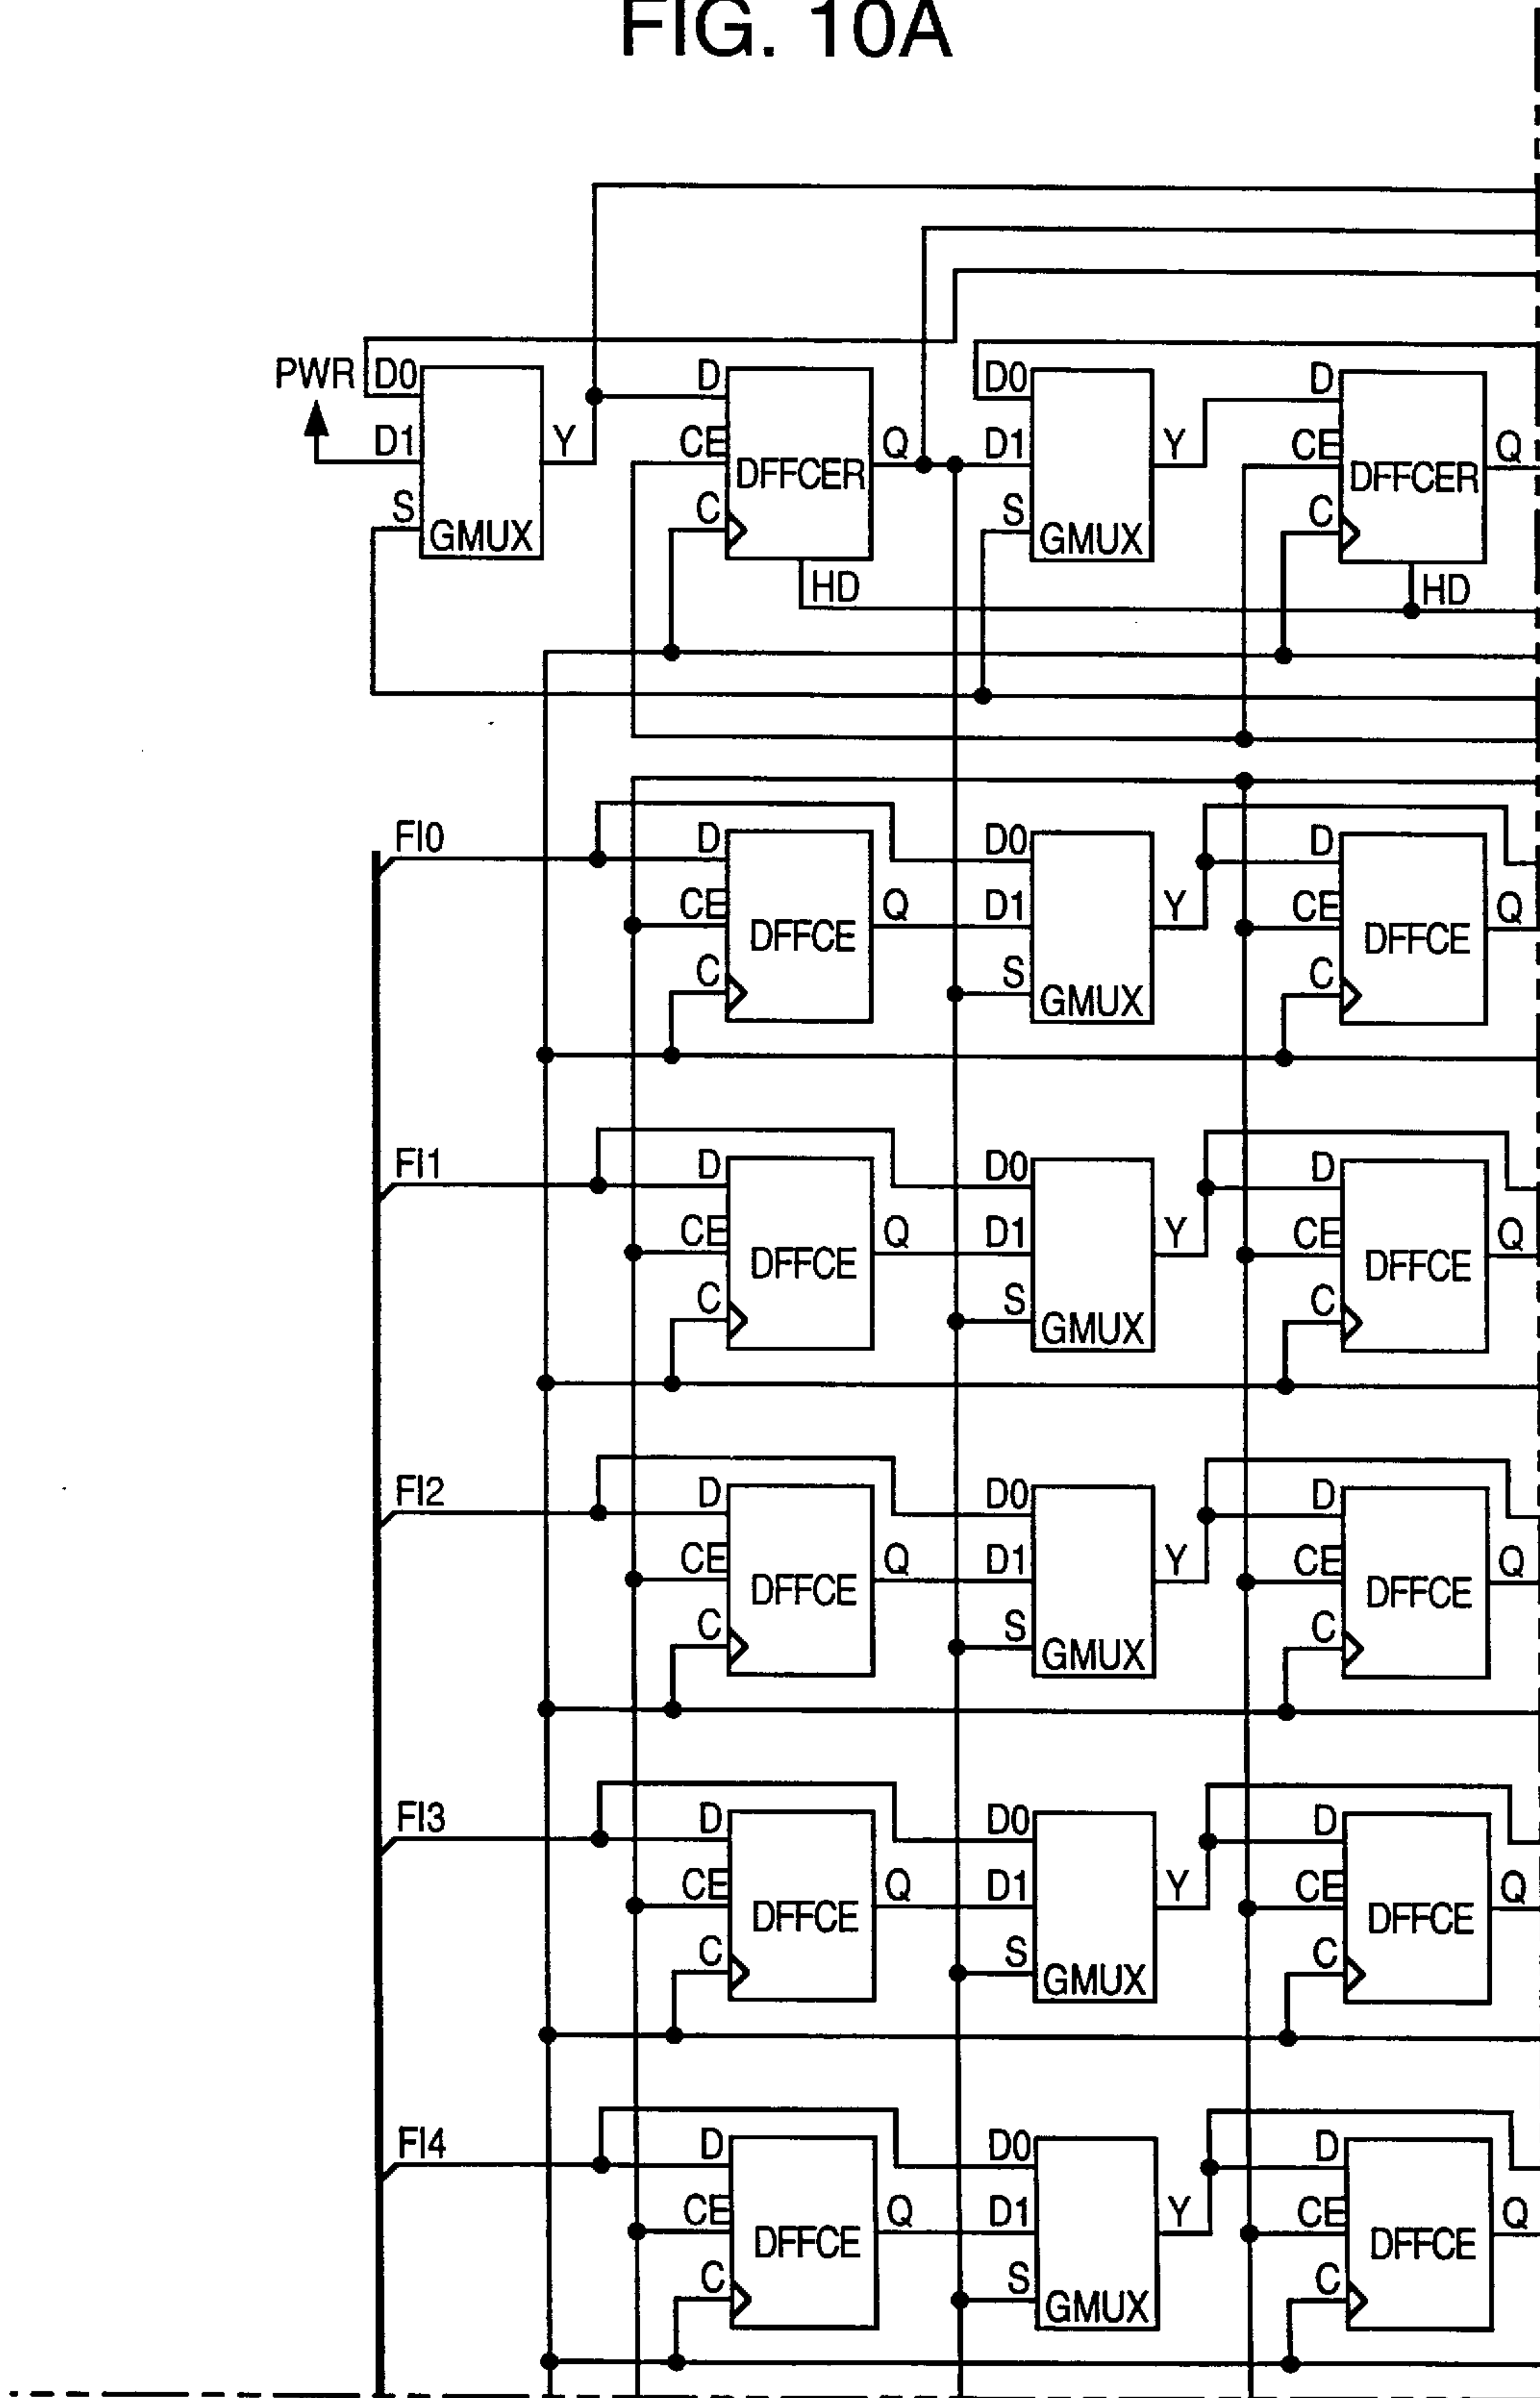 FIG. 10A
PWR D0 D D0 D
D1 Y CE Q D1 Y CE Q
DFFCER DFFCER
S C S C
GMUX GMUX
HD HD
FI0 D D0 D
CE Q D1 Y CE Q
DFFCE DFFCE
C S C
GMUX
FI1 D D0 D
CE Q D1 Y CE Q
DFFCE DFFCE
C S C
GMUX
FI2 D D0 D
CE Q D1 Y CE Q
DFFCE DFFCE
C S C
GMUX
FI3 D D0 D
CE Q D1 Y CE Q
DFFCE DFFCE
C S C
GMUX
FI4 D D0 D
CE Q D1 Y CE Q
DFFCE DFFCE
C S C
GMUX